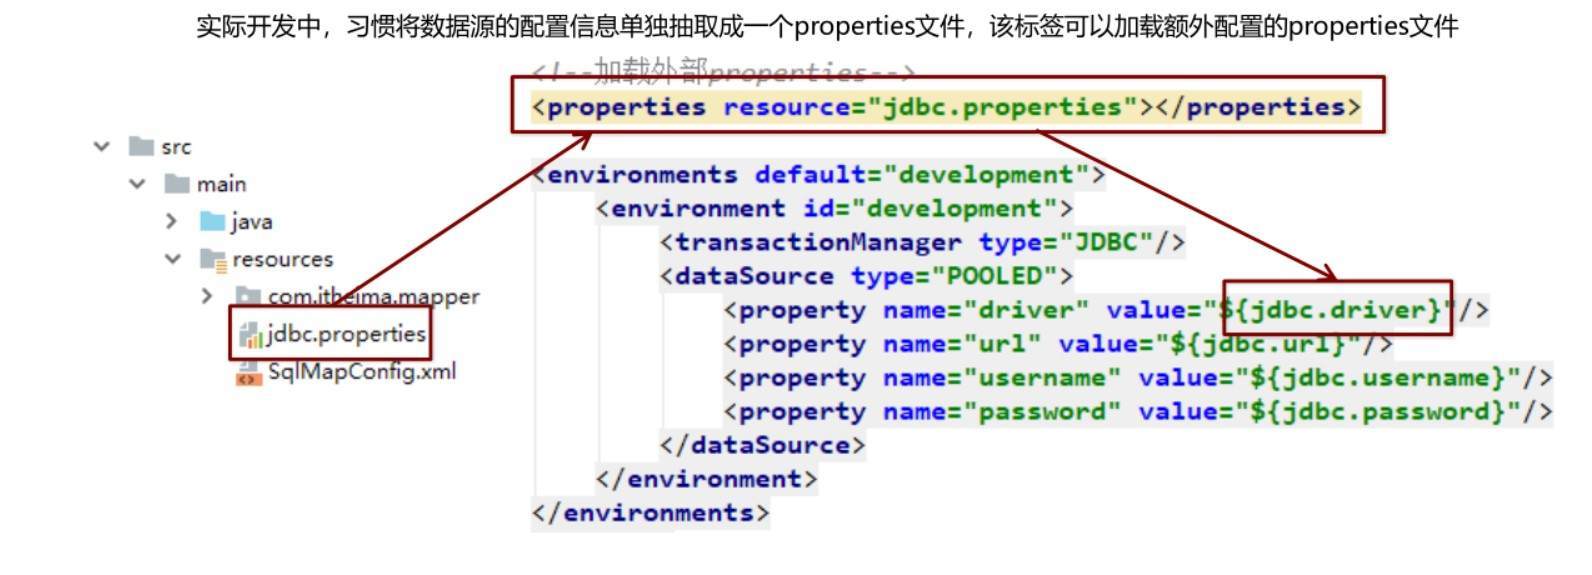 实际开发中，习惯将数据源的配置信息单独抽取成一个properties文件，该标签可以加载额外配置的properties文件
<!--加载外部properties-->
<properties resource="jdbc.properties"></properties>
src
main
java
resources
com.itheima.mapper
jdbc.properties
SqlMapConfig.xml
<environments default="development">
<environment id="development">
<transactionManager type="JDBC"/>
<dataSource type="POOLED">
<property name="driver" value="${jdbc.driver}"/>
<property name="url" value="${jdbc.url}"/>
<property name="username" value="${jdbc.username}"/>
<property name="password" value="${jdbc.password}"/>
</dataSource>
</environment>
</environments>